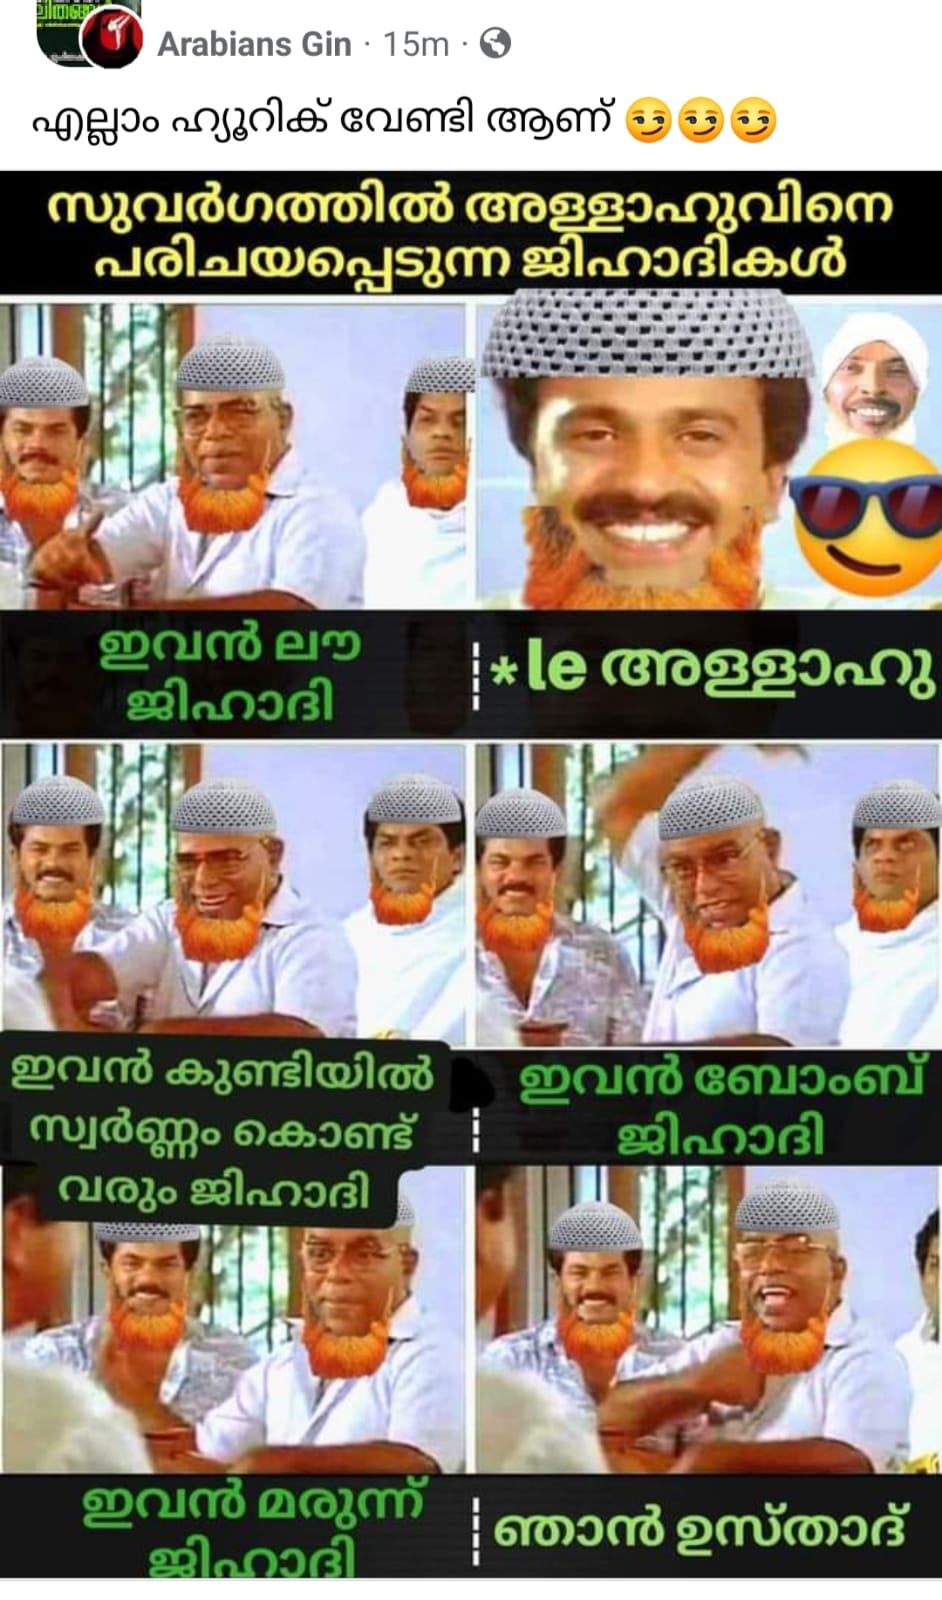 Arabians Gin · 15m ·
എല്ലാം ഹ്യൂറിക് വേണ്ടി ആണ് 😏😏😏
സുവർഗത്തിൽ അള്ളാഹുവിനെ
പരിചയപ്പെടുന്ന ജിഹാദികൾ
ഇവൻ ലൗ
ജിഹാദി
*le അള്ളാഹു
ഇവൻ കുണ്ടിയിൽ
സ്വർണ്ണം കൊണ്ട്
വരും ജിഹാദി
ഇവൻ ബോംബ്
ജിഹാദി
ഇവൻ മരുന്ന്
ജിഹാദി
ഞാൻ ഉസ്താദ്